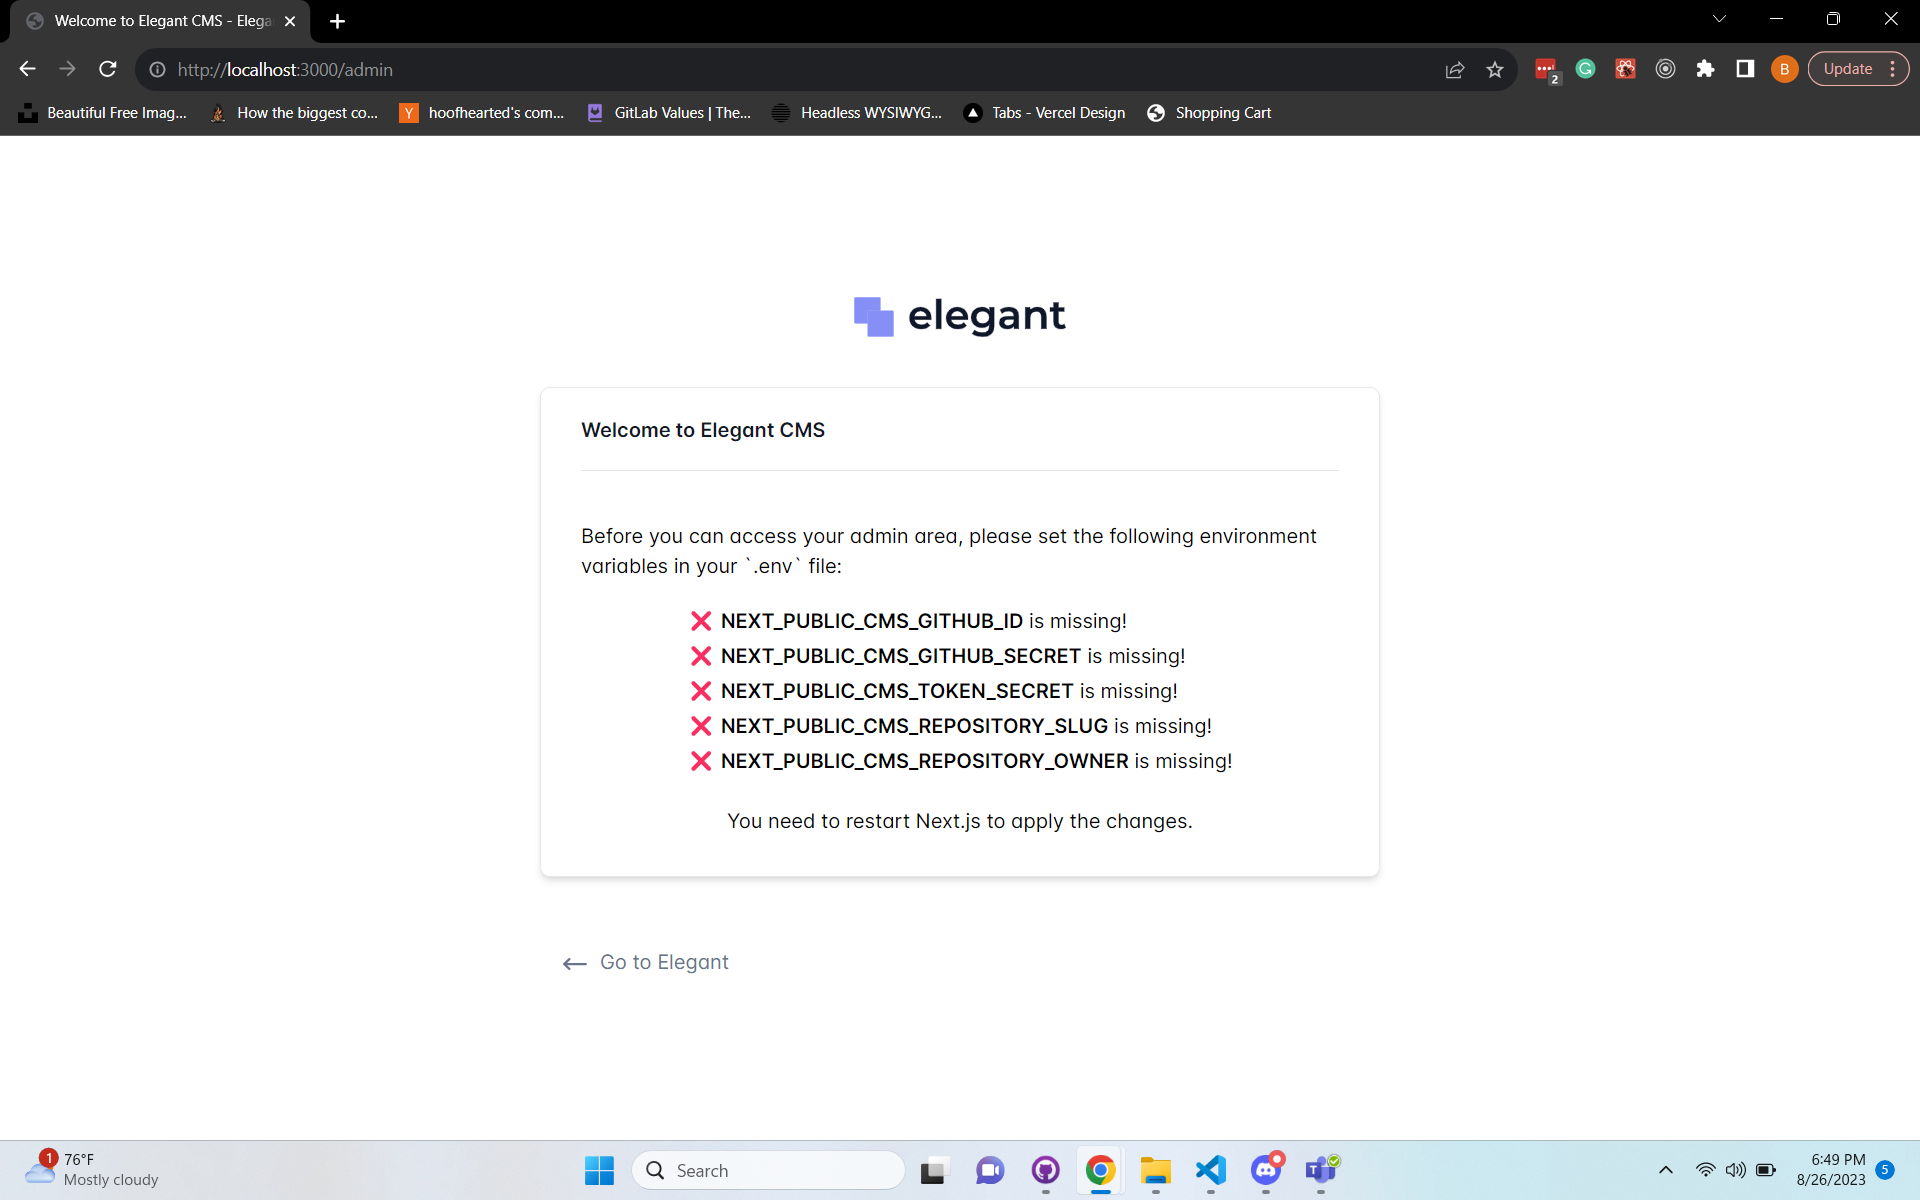 Welcome to Elegant CMS - Elega
http://localhost:3000/admin
2
B
Update
Beautiful Free Imag...
How the biggest co...
Y
hoofhearted's com...
GitLab Values | The...
Headless WYSIWYG...
Tabs - Vercel Design
Shopping Cart
elegant
Welcome to Elegant CMS
Before you can access your admin area, please set the following environment
variables in your `.env` file:
❌ NEXT_PUBLIC_CMS_GITHUB_ID is missing!
❌ NEXT_PUBLIC_CMS_GITHUB_SECRET is missing!
❌ NEXT_PUBLIC_CMS_TOKEN_SECRET is missing!
❌ NEXT_PUBLIC_CMS_REPOSITORY_SLUG is missing!
❌ NEXT_PUBLIC_CMS_REPOSITORY_OWNER is missing!
You need to restart Next.js to apply the changes.
← Go to Elegant
1
76°F
Mostly cloudy
Search
T
6:49 PM
8/26/2023
5